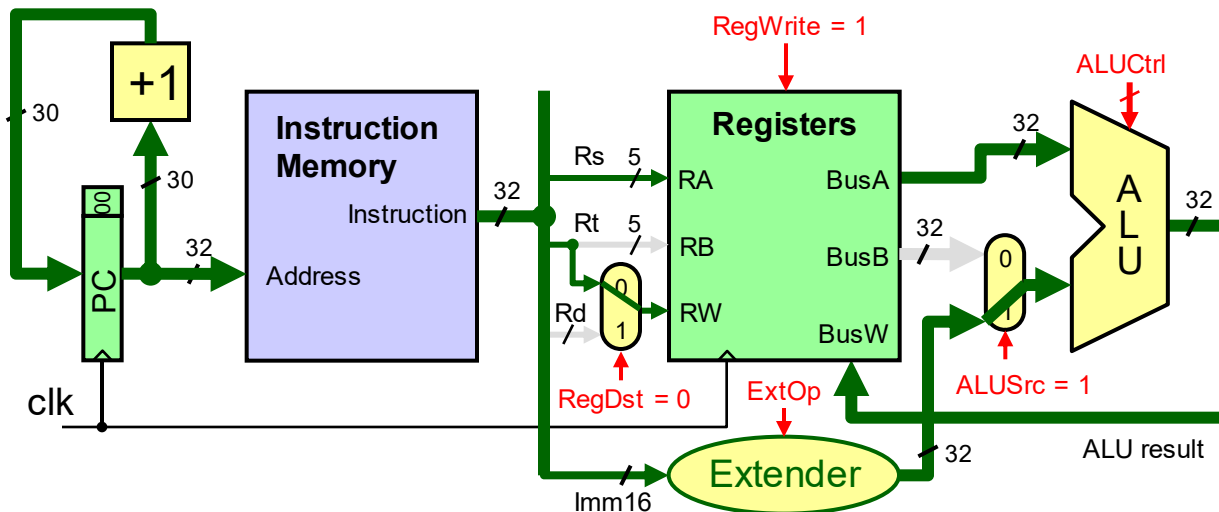 RegWrite = 1
ALUCtrl
+1
30
30
00
PC
32
Instruction
Memory
Instruction
Address
32
Rs
5
Rt
5
Rd
0
1
RegDst = 0
Registers
RA
RB
RW
BusA
BusB
BusW
32
32
0
1
ALUSrc = 1
A
L
U
32
clk
ExtOp
Extender
Imm16
32
ALU result